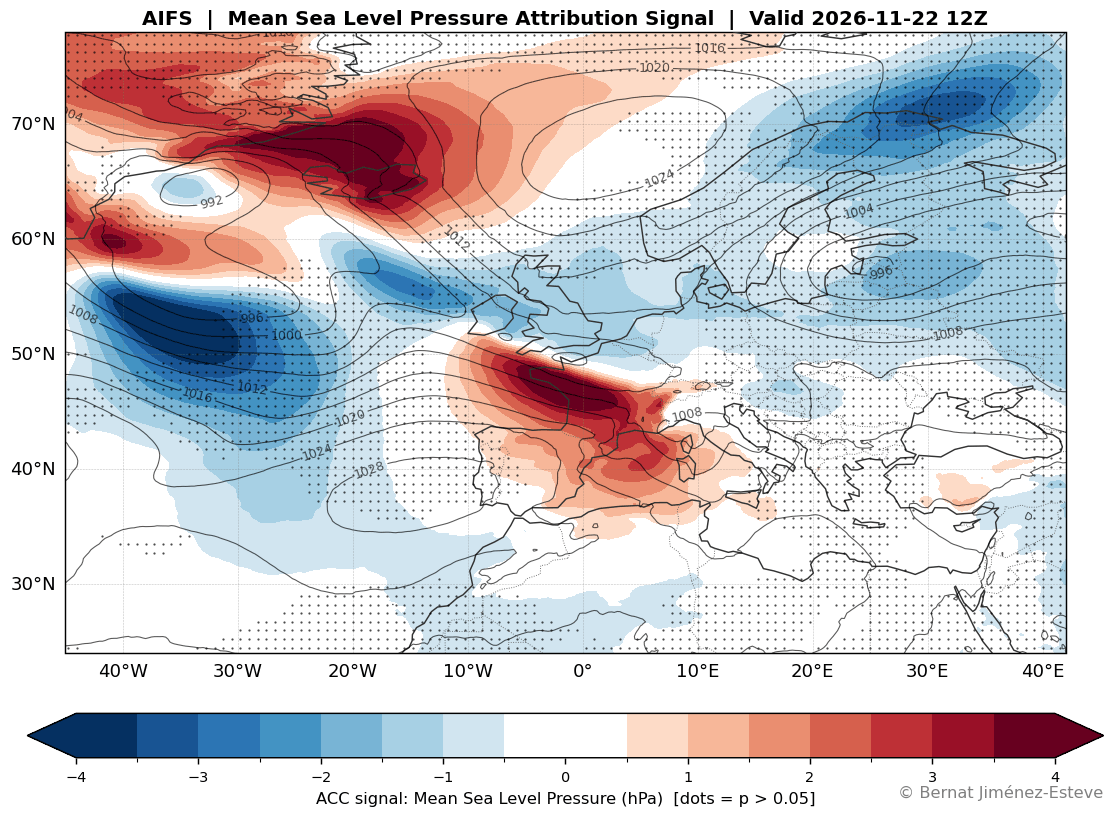 AIFS | Mean Sea Level Pressure Attribution Signal | Valid 2026-11-22 12Z
1016
1020
004
70°N
1024
992
1004
1012
60°N
996
1008
996
1000
1008
50°N
1012
1016
1020
1008
1024
1028
40°N
30°N
40°W 30°W 20°W 10°W 0° 10°E 20°E 30°E 40°E
−4 −3 −2 −1 0 1 2 3 4
ACC signal: Mean Sea Level Pressure (hPa) [dots = p > 0.05]
© Bernat Jiménez-Esteve